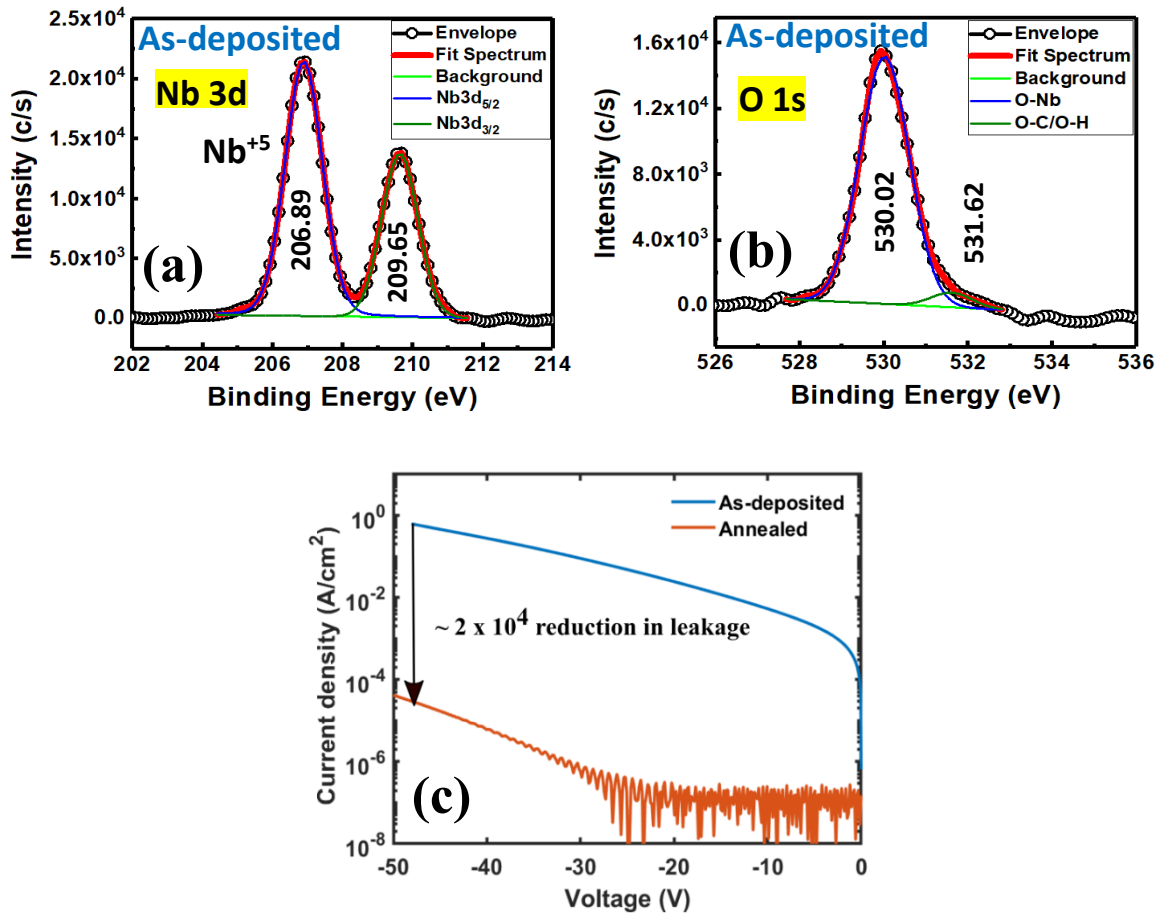 As-deposited
Nb 3d
Nb⁺⁵
206.89
209.65
(a)
Envelope
Fit Spectrum
Background
Nb3d₅/₂
Nb3d₃/₂
Intensity (c/s)
2.5x10⁴
2.0x10⁴
1.5x10⁴
1.0x10⁴
5.0x10³
0.0
202 204 206 208 210 212 214
Binding Energy (eV)
As-deposited
O 1s
530.02
531.62
(b)
Envelope
Fit Spectrum
Background
O-Nb
O-C/O-H
Intensity (c/s)
1.6x10⁴
1.2x10⁴
8.0x10³
4.0x10³
0.0
526 528 530 532 534 536
Binding Energy (eV)
As-deposited
Annealed
~ 2 x 10⁴ reduction in leakage
(c)
Current density (A/cm²)
10⁰
10⁻²
10⁻⁴
10⁻⁶
10⁻⁸
-50 -40 -30 -20 -10 0
Voltage (V)